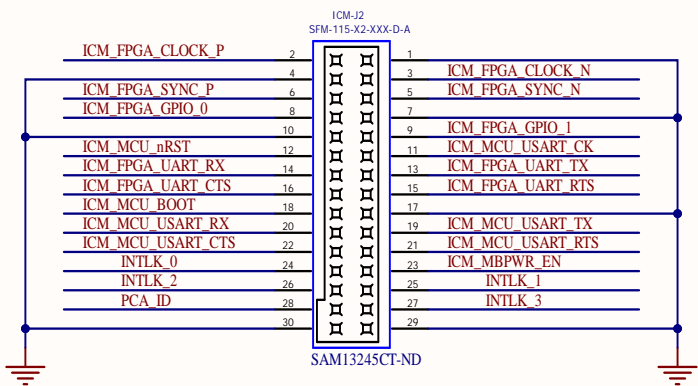 ICM-J2
SFM-115-X2-XXX-D-A
ICM_FPGA_CLOCK_P 2 1
4 3 ICM_FPGA_CLOCK_N
ICM_FPGA_SYNC_P 6 5 ICM_FPGA_SYNC_N
ICM_FPGA_GPIO_0 8 7
10 9 ICM_FPGA_GPIO_1
ICM_MCU_nRST 12 11 ICM_MCU_USART_CK
ICM_FPGA_UART_RX 14 13 ICM_FPGA_UART_TX
ICM_FPGA_UART_CTS 16 15 ICM_FPGA_UART_RTS
ICM_MCU_BOOT 18 17
ICM_MCU_USART_RX 20 19 ICM_MCU_USART_TX
ICM_MCU_USART_CTS 22 21 ICM_MCU_USART_RTS
INTLK_0 24 23 ICM_MBPWR_EN
INTLK_2 26 25 INTLK_1
PCA_ID 28 27 INTLK_3
30 29
SAM13245CT-ND